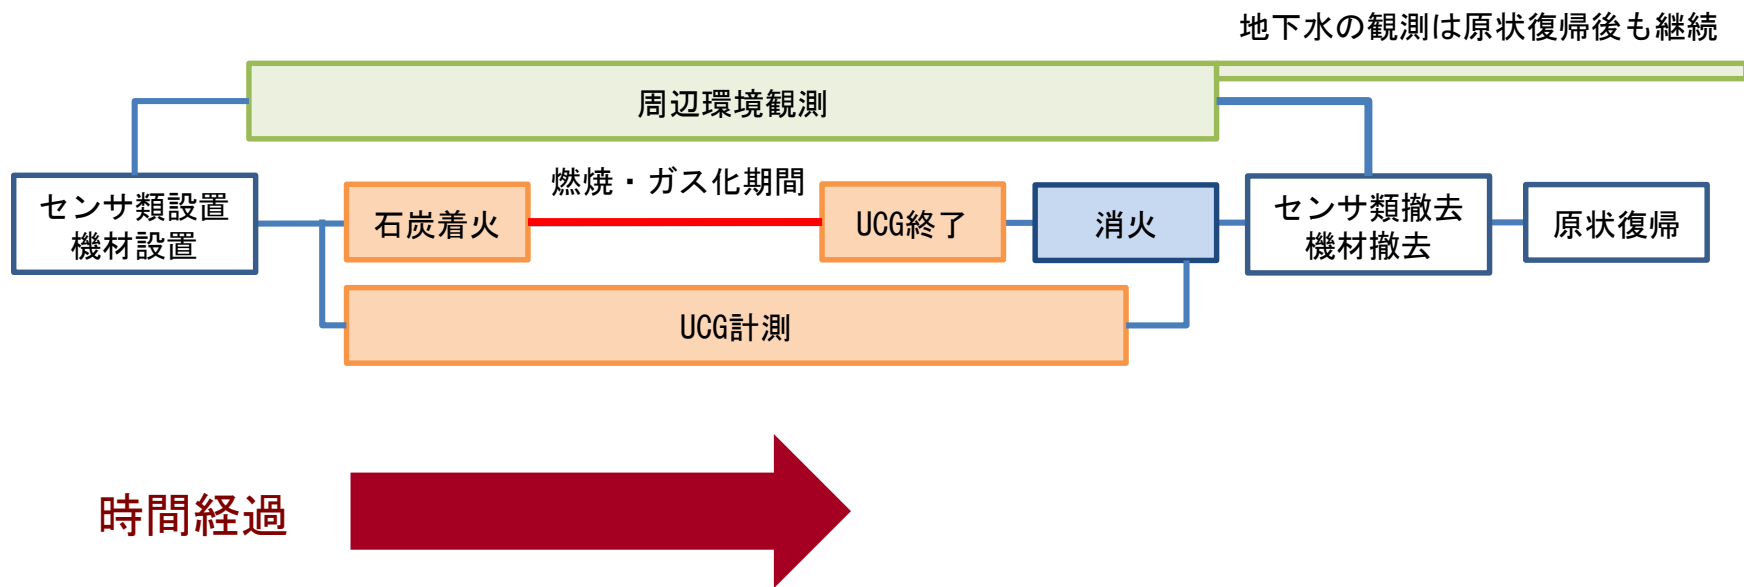 地下水の観測は原状復帰後も継続
周辺環境観測
センサ類設置
機材設置
石炭着火
燃焼・ガス化期間
UCG終了
消火
センサ類撤去
機材撤去
原状復帰
UCG計測
時間経過